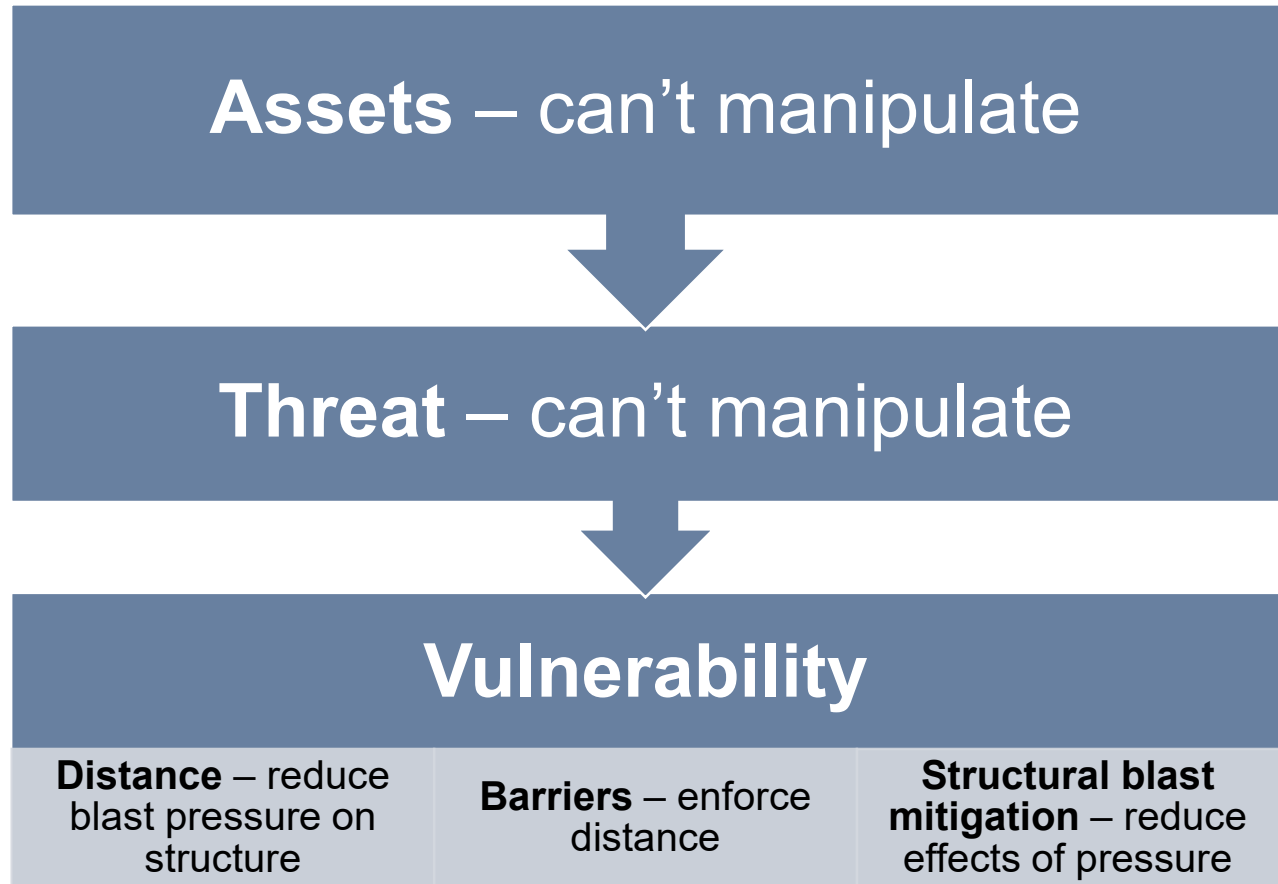 Assets – can’t manipulate
Threat – can’t manipulate
Vulnerability
Distance – reduce
blast pressure on
structure
Barriers – enforce
distance
Structural blast
mitigation – reduce
effects of pressure